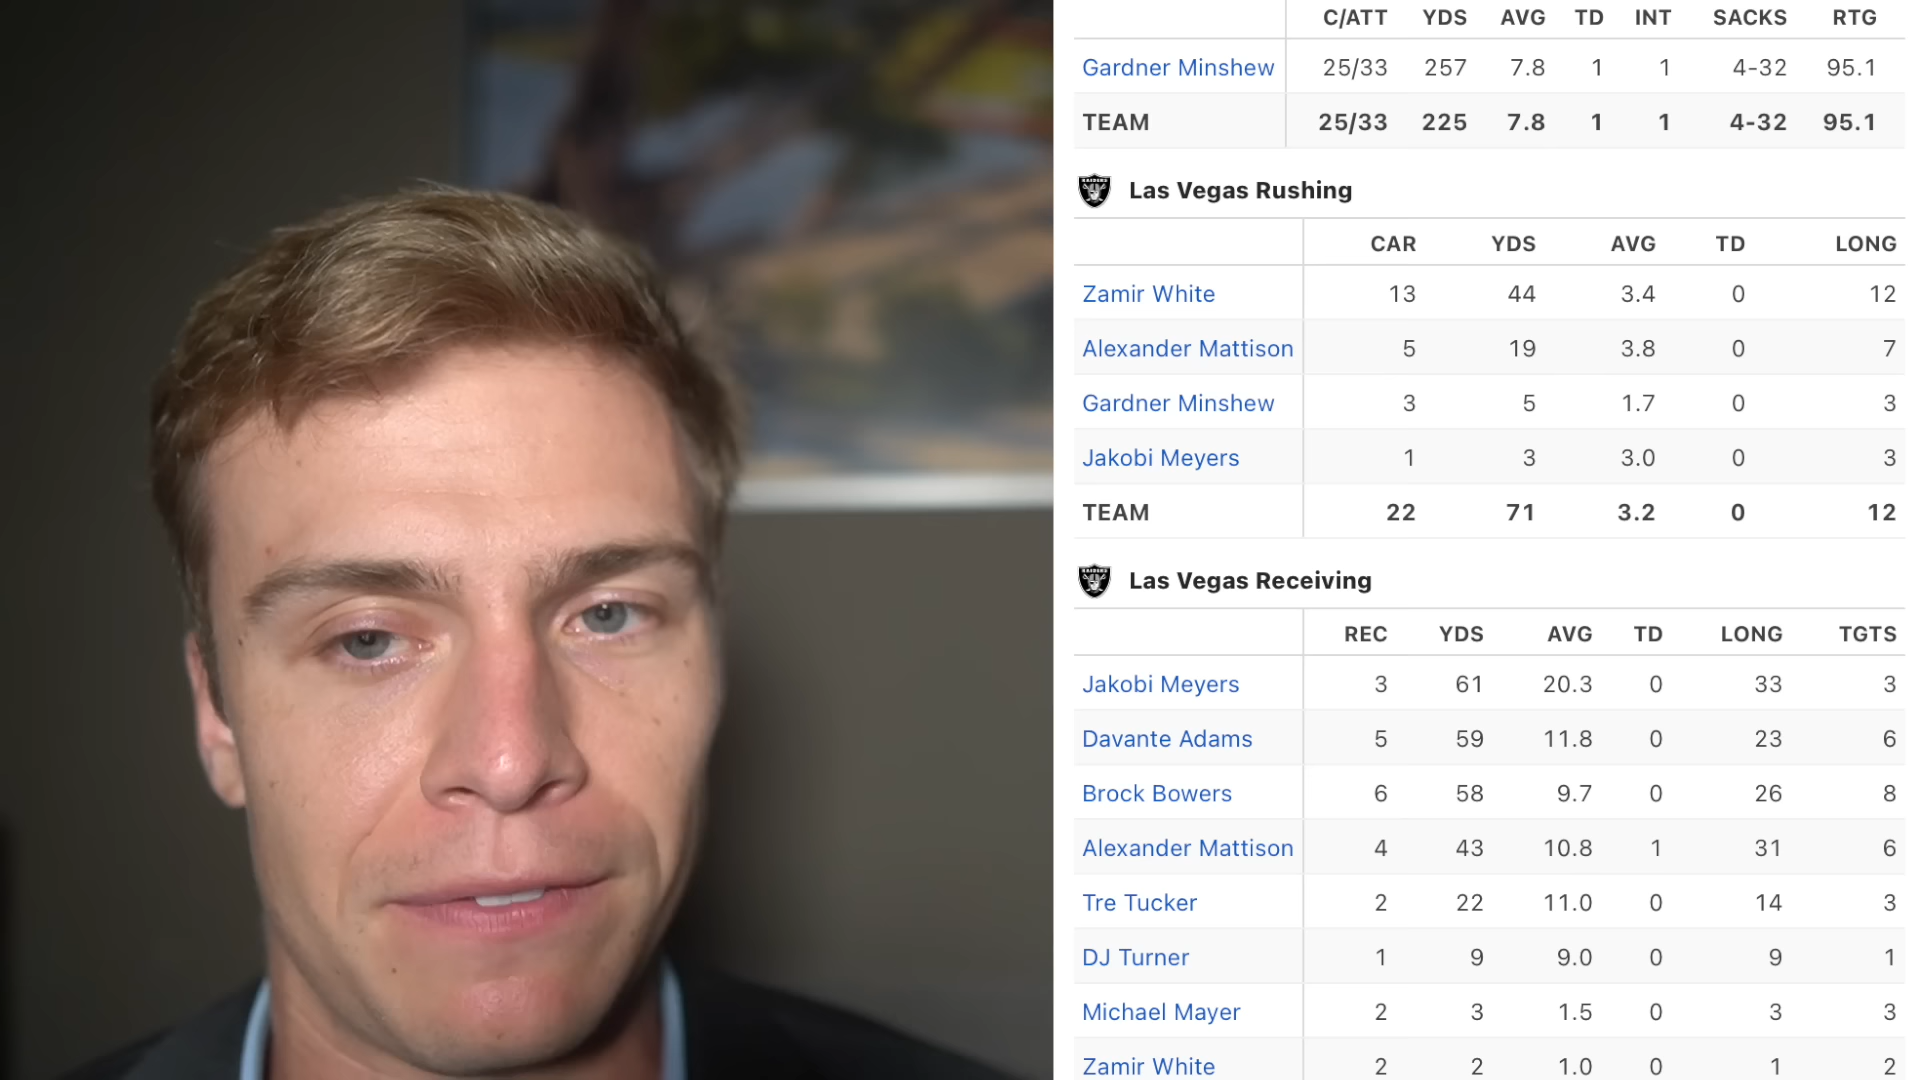 C/ATT YDS AVG TD INT SACKS RTG
Gardner Minshew 25/33 257 7.8 1 1 4-32 95.1
TEAM 25/33 225 7.8 1 1 4-32 95.1
RAIDERS Las Vegas Rushing
CAR YDS AVG TD LONG
Zamir White 13 44 3.4 0 12
Alexander Mattison 5 19 3.8 0 7
Gardner Minshew 3 5 1.7 0 3
Jakobi Meyers 1 3 3.0 0 3
TEAM 22 71 3.2 0 12
RAIDERS Las Vegas Receiving
REC YDS AVG TD LONG TGTS
Jakobi Meyers 3 61 20.3 0 33 3
Davante Adams 5 59 11.8 0 23 6
Brock Bowers 6 58 9.7 0 26 8
Alexander Mattison 4 43 10.8 1 31 6
Tre Tucker 2 22 11.0 0 14 3
DJ Turner 1 9 9.0 0 9 1
Michael Mayer 2 3 1.5 0 3 3
Zamir White 2 2 1.0 0 1 2